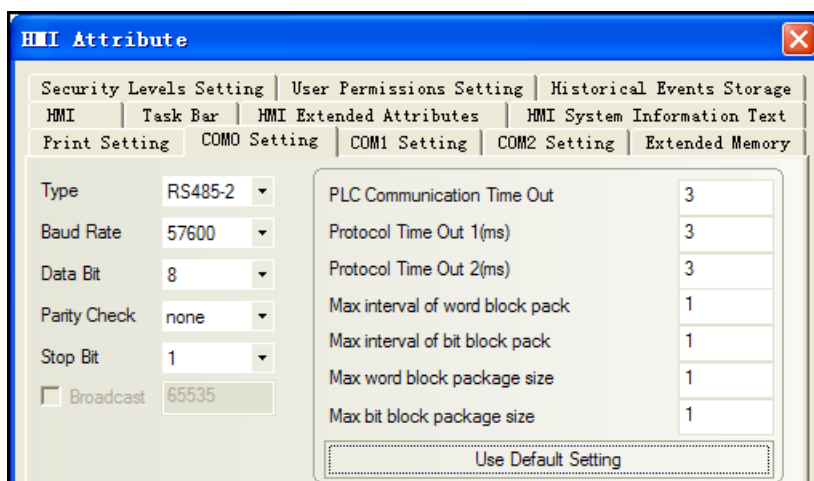 HMI Attribute
Security Levels Setting User Permissions Setting Historical Events Storage
HMI Task Bar HMI Extended Attributes HMI System Information Text
Print Setting COM0 Setting COM1 Setting COM2 Setting Extended Memory
Type RS485-2
Baud Rate 57600
Data Bit 8
Parity Check none
Stop Bit 1
Broadcast 65535
PLC Communication Time Out 3
Protocol Time Out 1(ms) 3
Protocol Time Out 2(ms) 3
Max interval of word block pack 1
Max interval of bit block pack 1
Max word block package size 1
Max bit block package size 1
Use Default Setting